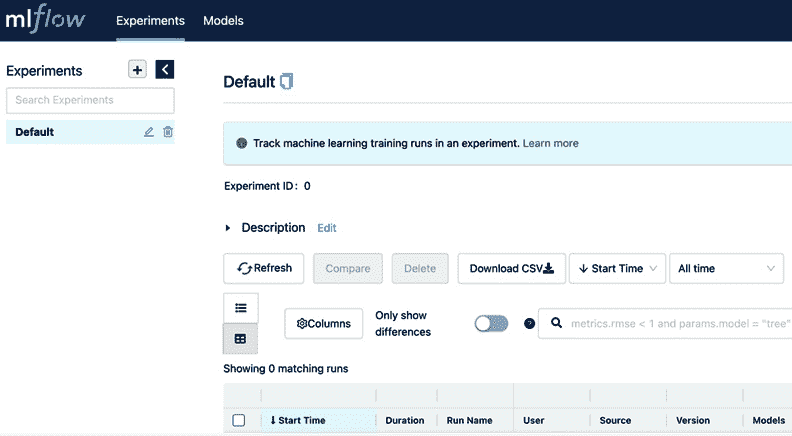 mlflow Experiments Models
Experiments
Search Experiments
Default
Default
Track machine learning training runs in an experiment. Learn more
Experiment ID: 0
Description Edit
Refresh Compare Delete Download CSV Start Time All time
Columns Only show differences metrics.rmse < 1 and params.model = "tree"
Showing 0 matching runs
Start Time Duration Run Name User Source Version Models